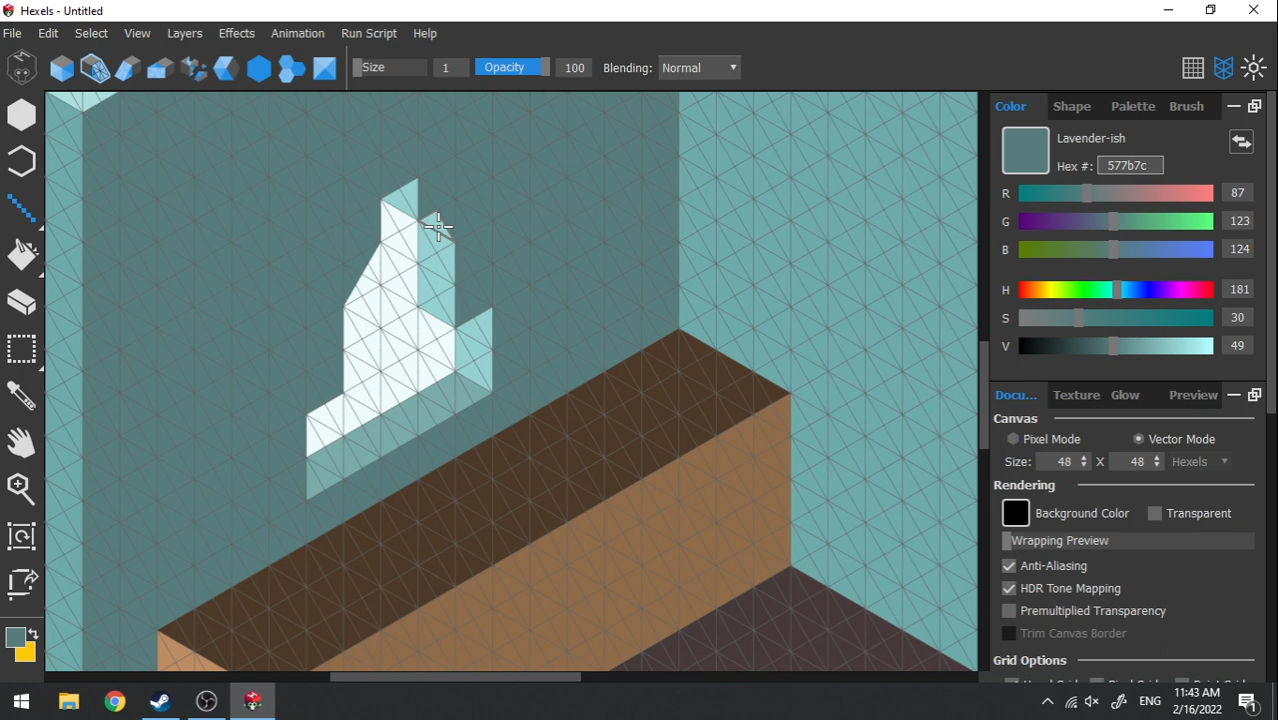 Hexels - Untitled
File Edit Select View Layers Effects Animation Run Script Help
Size 1 Opacity 100 Blending: Normal
Color Shape Palette Brush
Lavender-ish
Hex #: 577b7c
R 87
G 123
B 124
H 181
S 30
V 49
Docu... Texture Glow Preview
Canvas
Pixel Mode Vector Mode
Size: 48 X 48 Hexels
Rendering
Background Color Transparent
Wrapping Preview
Anti-Aliasing
HDR Tone Mapping
Premultiplied Transparency
Trim Canvas Border
Grid Options
ENG 11:43 AM
2/16/2022 1